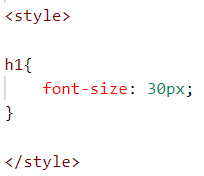 <style>
h1{
    font-size: 30px;
}
</style>